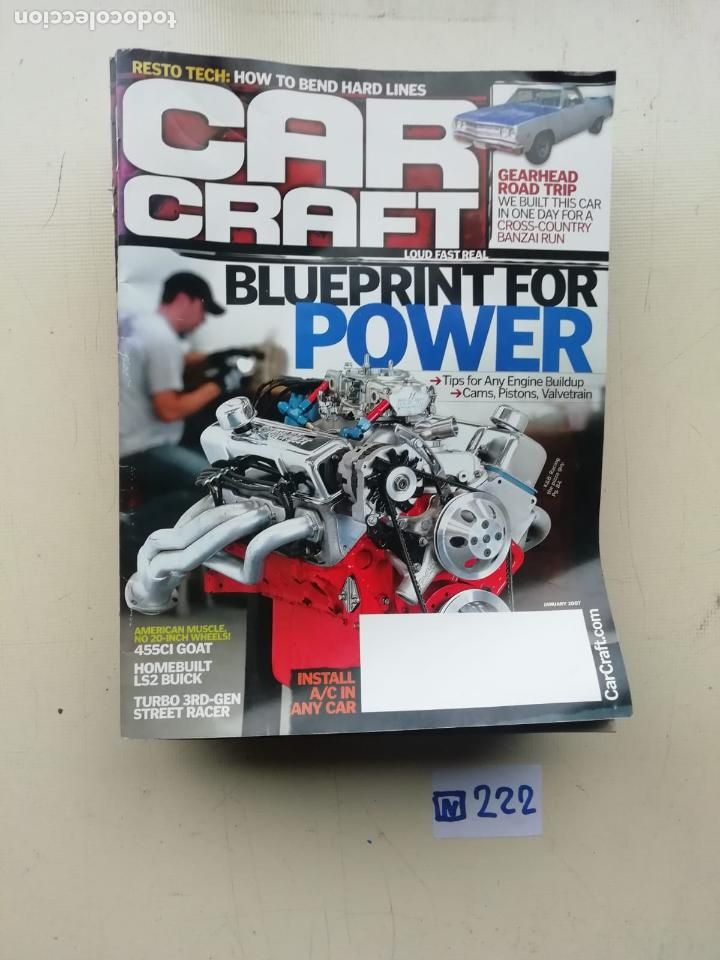 todocoleccion
RESTO TECH: HOW TO BEND HARD LINES
CAR
CRAFT
LOUD FAST REAL
GEARHEAD
ROAD TRIP
WE BUILT THIS CAR
IN ONE DAY FOR A
CROSS-COUNTRY
BANZAI RUN
BLUEPRINT FOR
POWER
→Tips for Any Engine Buildup
→Cams, Pistons, Valvetrain
K&B Racing
Pg. 84
JANUARY 2007
AMERICAN MUSCLE,
NO 20-INCH WHEELS!
455CI GOAT
HOMEBUILT
LS2 BUICK
TURBO 3RD-GEN
STREET RACER
INSTALL
A/C IN
ANY CAR
CarCraft.com
M 222